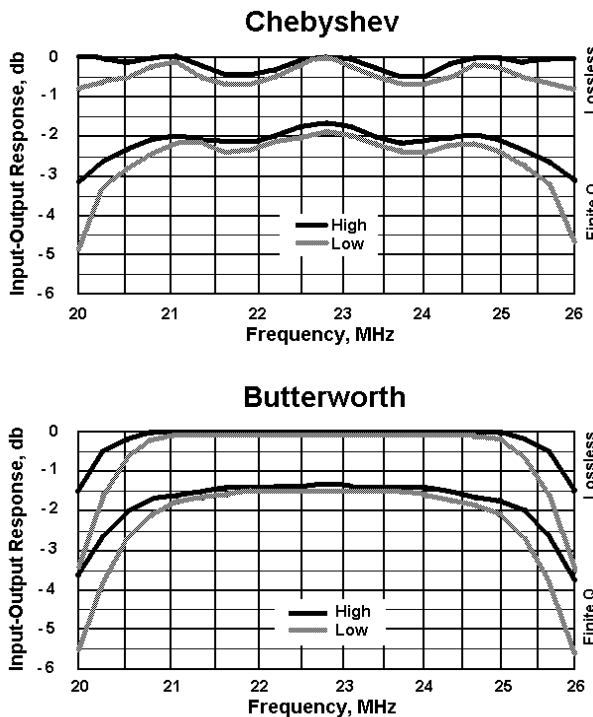 Chebyshev
Input-Output Response, db
0
-1
-2
-3
-4
-5
-6
Lossless
Finite Q
High
Low
20
21
22
23
24
25
26
Frequency, MHz
Butterworth
Input-Output Response, db
0
-1
-2
-3
-4
-5
-6
Lossless
Finite Q
High
Low
20
21
22
23
24
25
26
Frequency, MHz